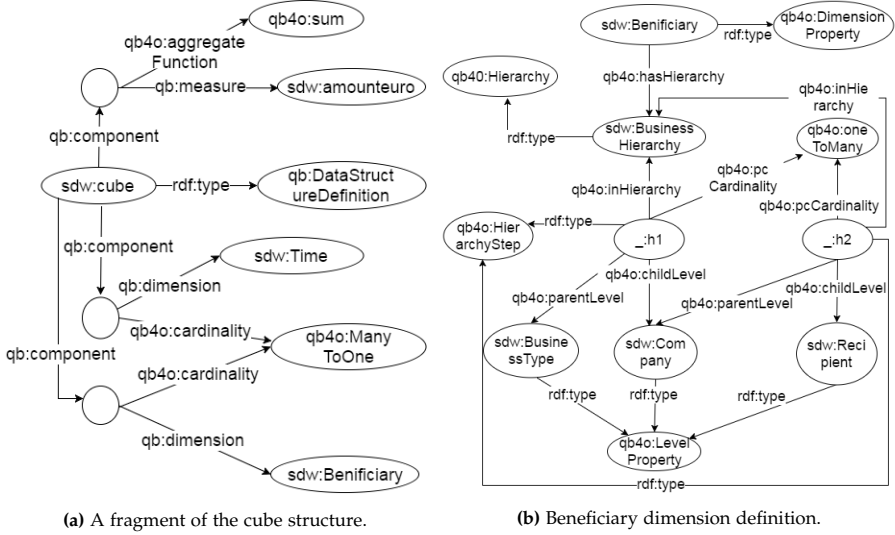 qb4o:sum
qb4o:aggregate
Function
qb:measure
sdw:amounteuro
qb:component
sdw:cube
rdf:type
qb:DataStruct
ureDefinition
qb:component
sdw:Time
qb:dimension
qb4o:cardinality
qb4o:Many
ToOne
qb:component
qb4o:cardinality
qb:dimension
sdw:Benificiary
(a) A fragment of the cube structure.
sdw:Benificiary
rdf:type
qb4o:Dimension
Property
qb4o:hasHierarchy
qb40:Hierarchy
qb4o:inHie
rarchy
rdf:type
sdw:Business
Hierarchy
qb4o:one
ToMany
qb4o:pc
Cardinality
qb4o:inHierarchy
qb4o:pcCardinality
qb4o:Hier
archyStep
rdf:type
_:h1
_:h2
qb4o:childLevel
qb4o:childLevel
qb4o:parentLevel
qb4o:parentLevel
sdw:Busine
ssType
sdw:Com
pany
sdw:Reci
pient
rdf:type
rdf:type
rdf:type
qb4o:Level
Property
rdf:type
(b) Beneficiary dimension definition.